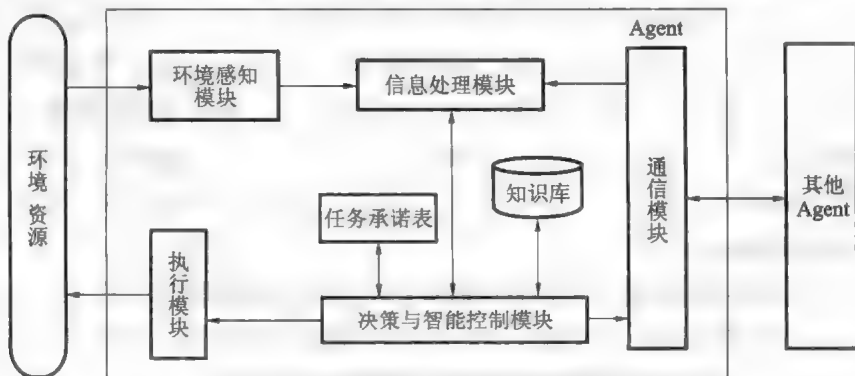 Agent
环境感知
模块
信息处理模块
环境 资源
通信模块
其他
Agent
知识库
任务承诺表
执行模块
决策与智能控制模块